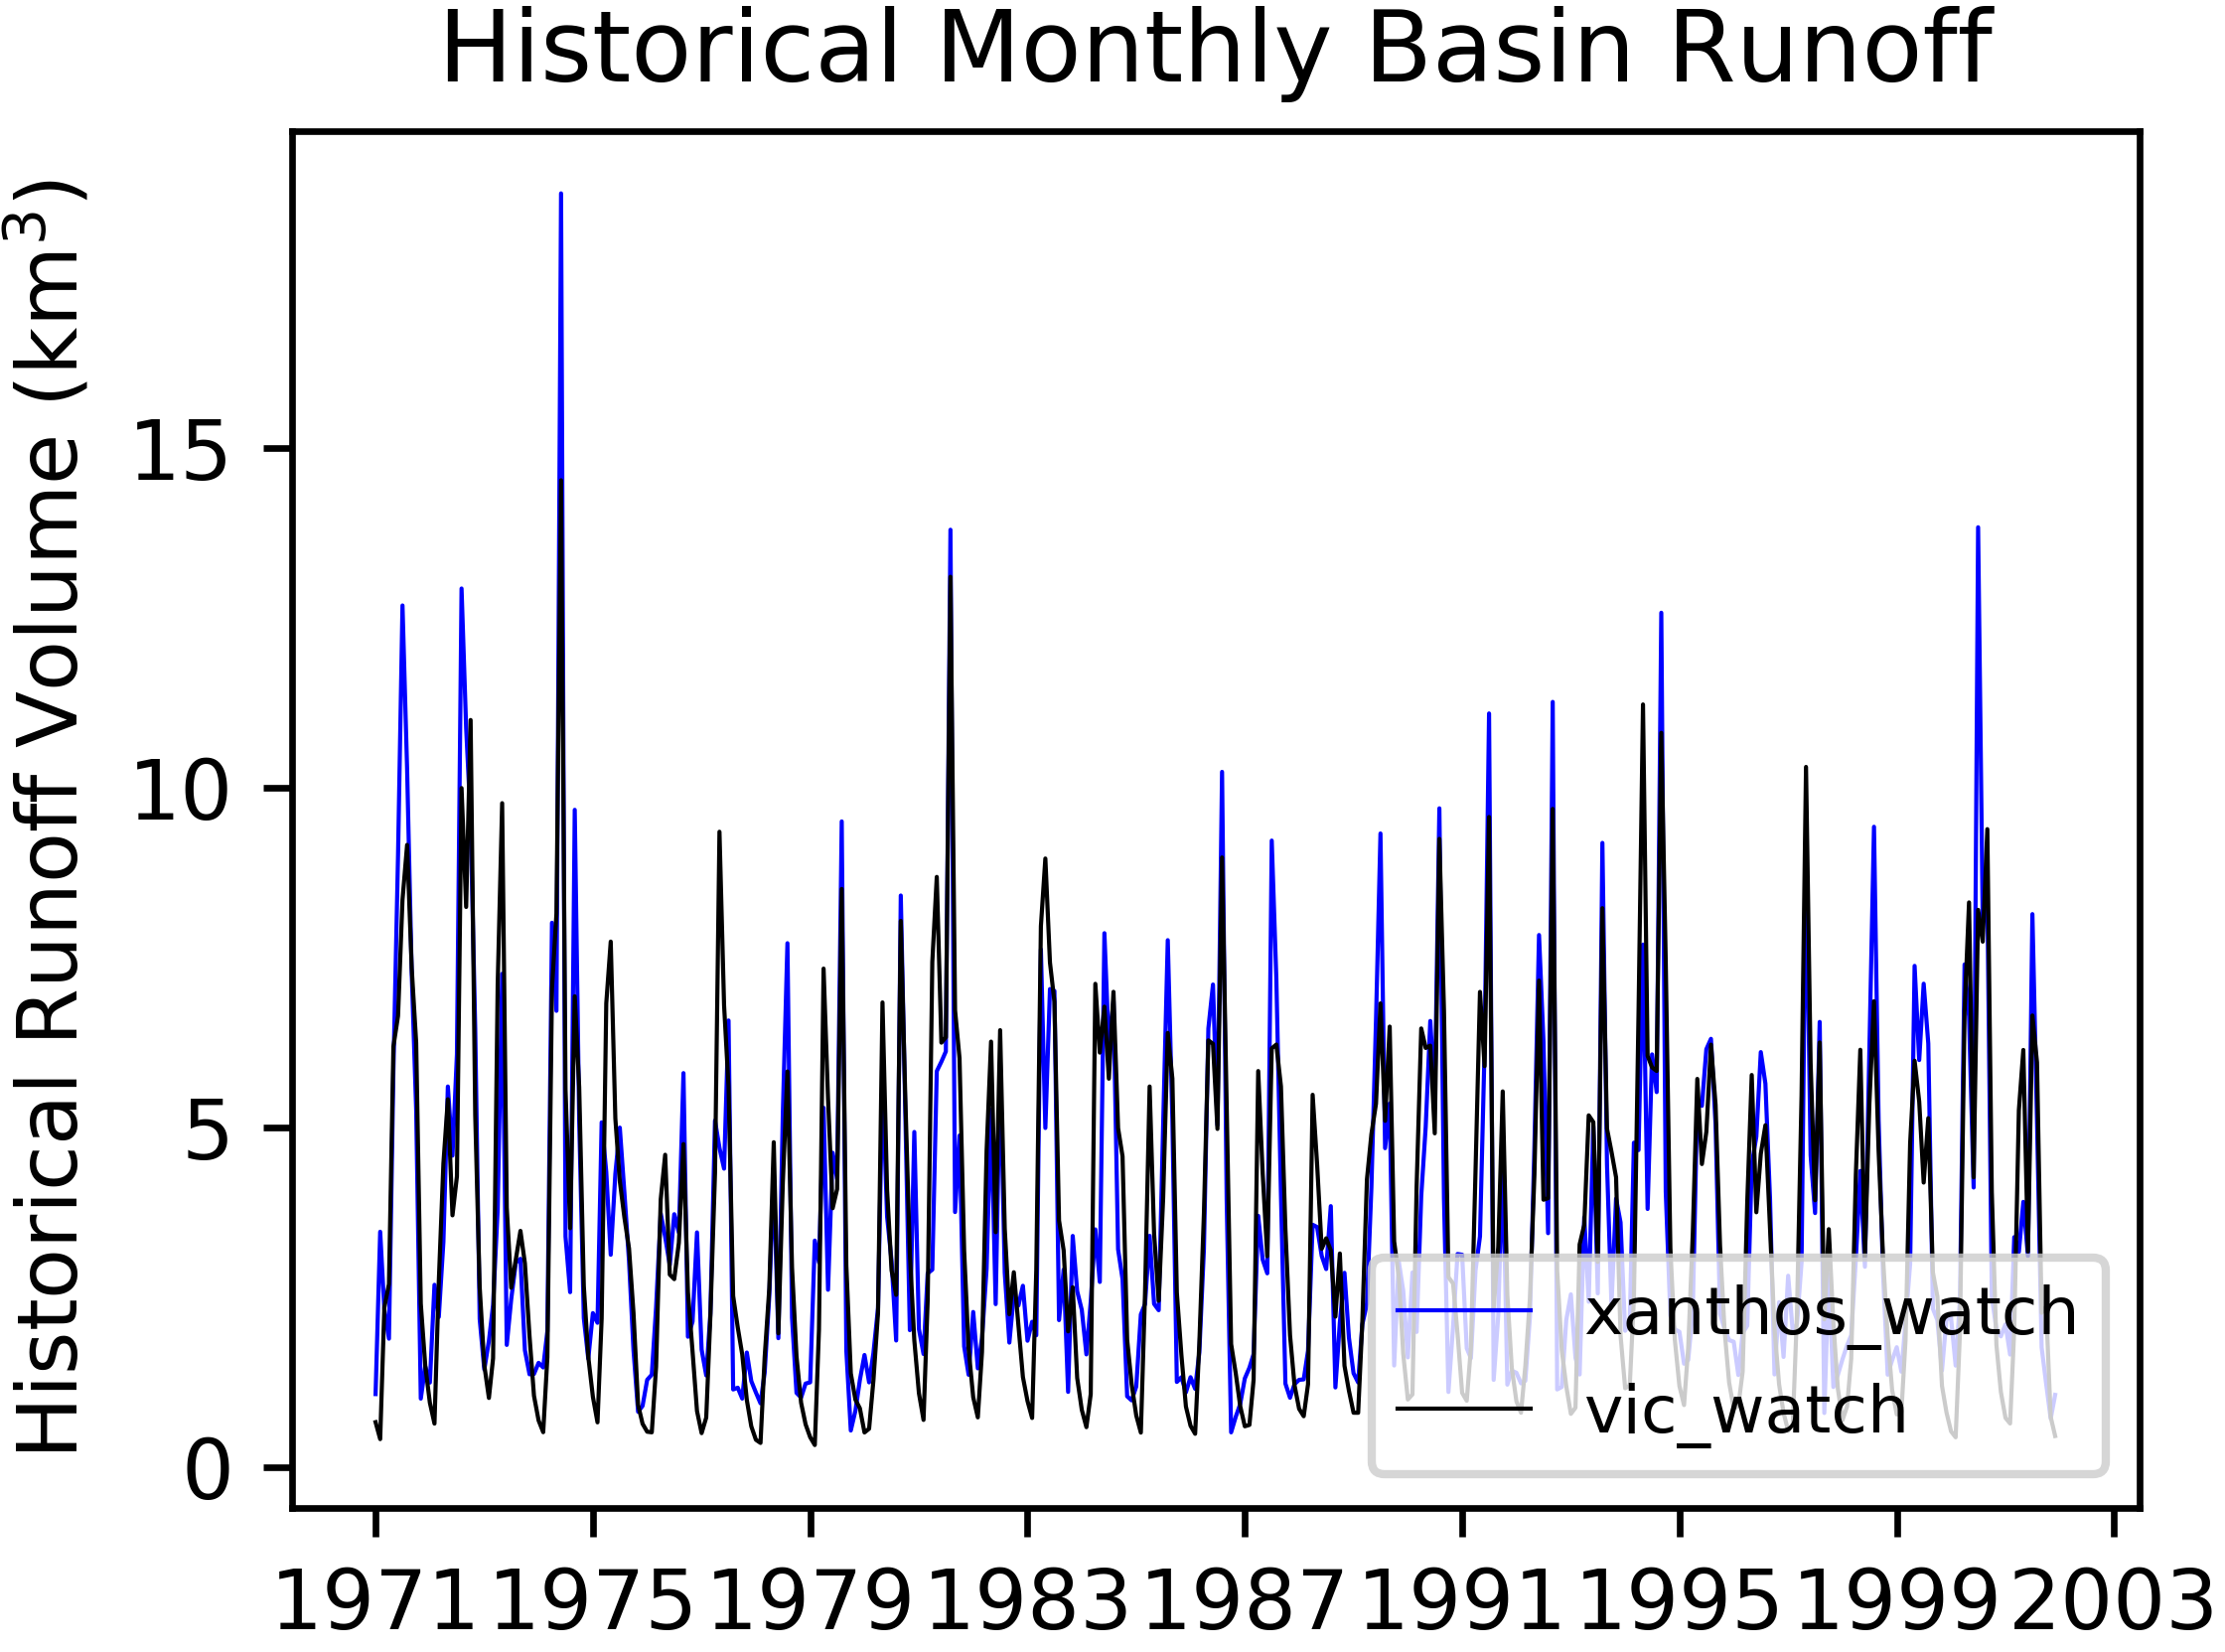 Historical Monthly Basin Runoff
Historical Runoff Volume (km³)
15
10
5
0
xanthos_watch
vic_watch
1971 1975 1979 1983 1987 1991 1995 1999 2003